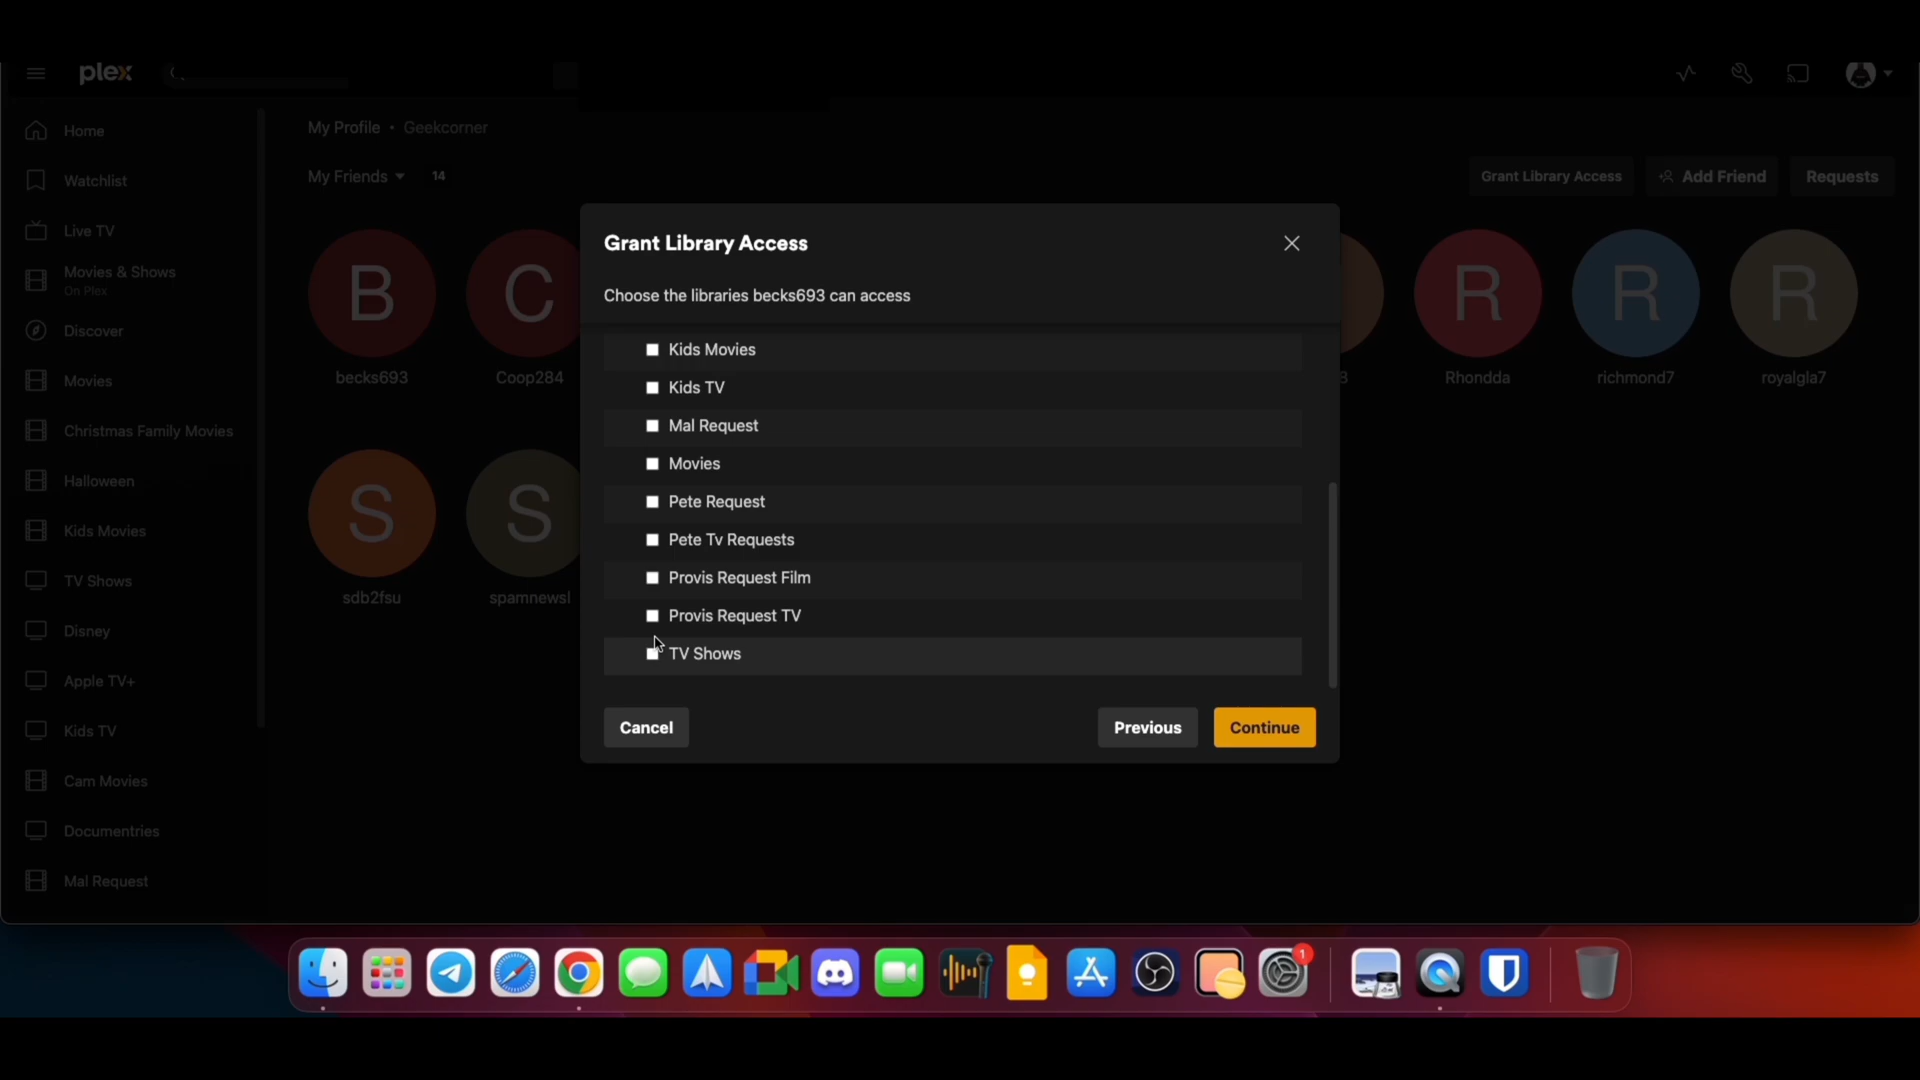 plex
My Profile • Geekcorner
My Friends 14
Grant Library Access
Add Friend
Requests
Home
Watchlist
Live TV
Movies & Shows
On Plex
Discover
Movies
Christmas Family Movies
Halloween
Kids Movies
TV Shows
Disney
Apple TV+
Kids TV
Cam Movies
Documentries
Mal Request
B
becks693
C
Coop284
3
R
Rhondda
R
richmond7
R
royalgla7
S
sdb2fsu
S
spamnewsl
Grant Library Access
Choose the libraries becks693 can access
Kids Movies
Kids TV
Mal Request
Movies
Pete Request
Pete Tv Requests
Provis Request Film
Provis Request TV
TV Shows
Cancel
Previous
Continue
1